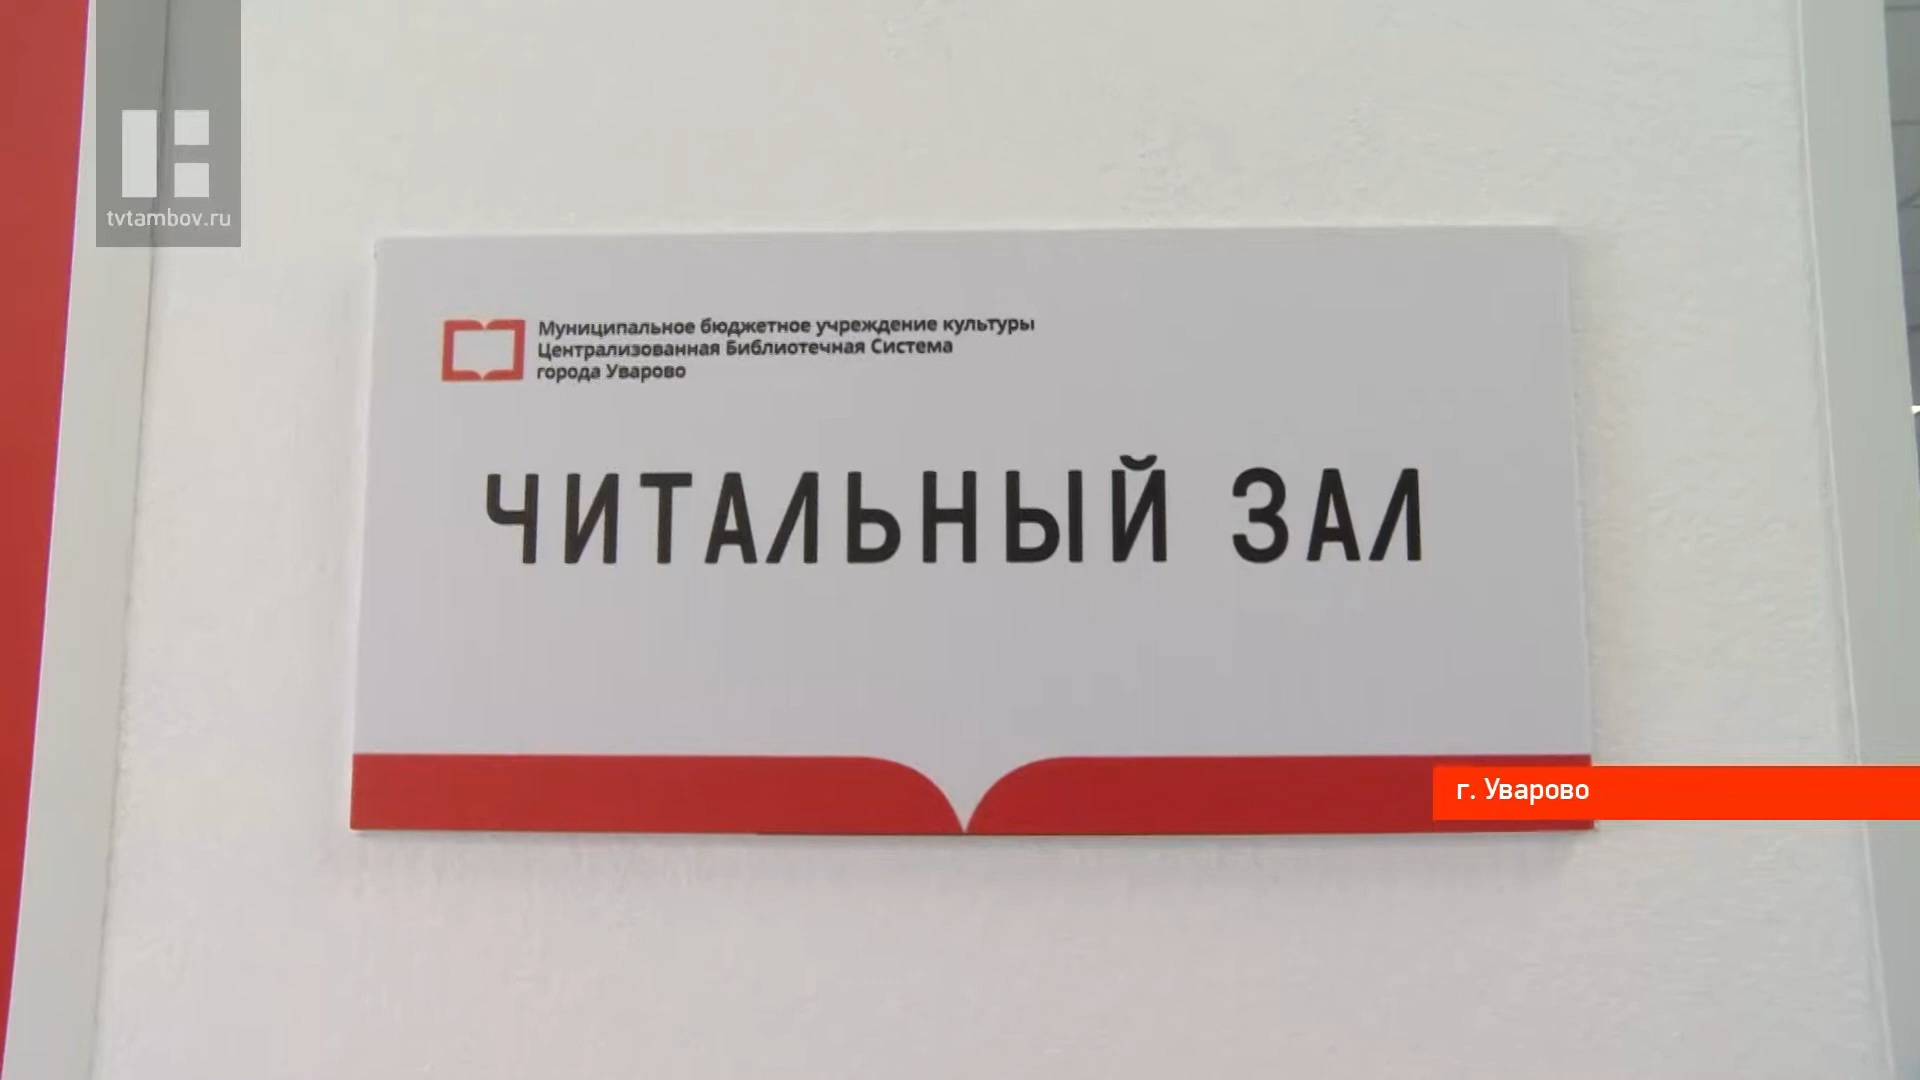 tvtambov.ru
Муниципальное бюджетное учреждение культуры
Централизованная Библиотечная Система
города Уварово
ЧИТАЛЬНЫЙ ЗАЛ
г. Уварово